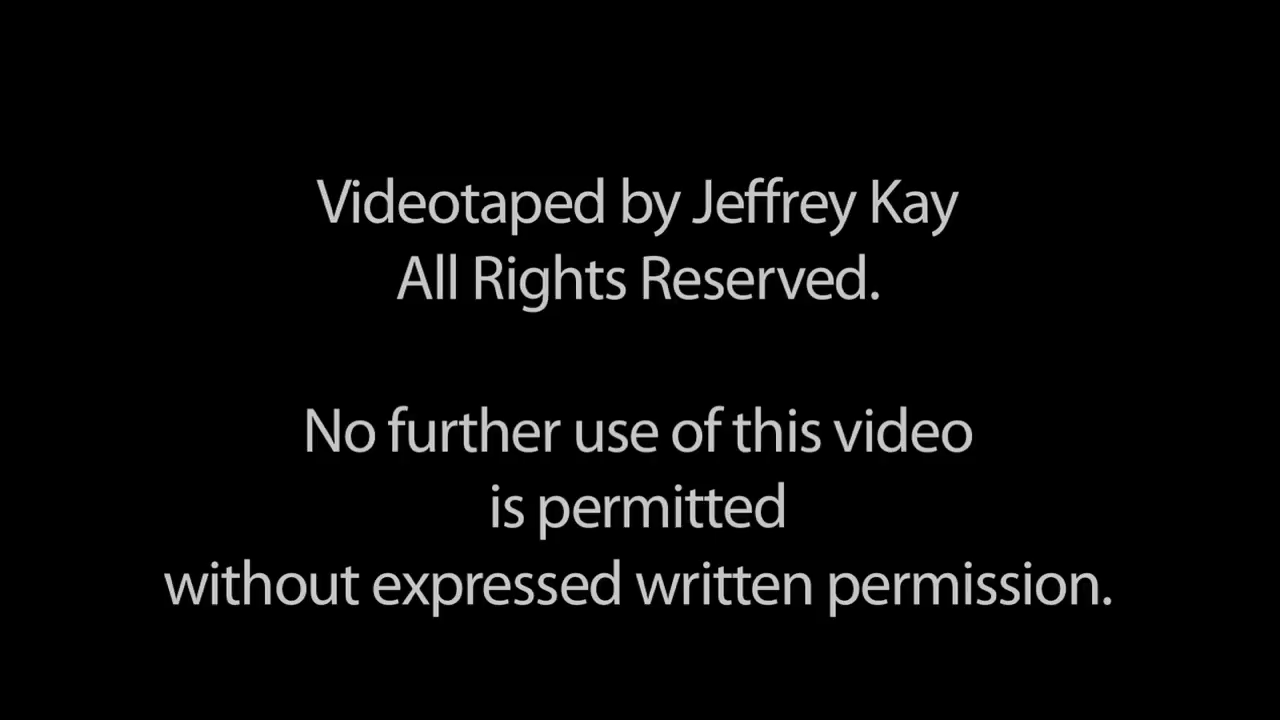 Videotaped by Jeffrey Kay
All Rights Reserved.
No further use of this video
is permitted
without expressed written permission.